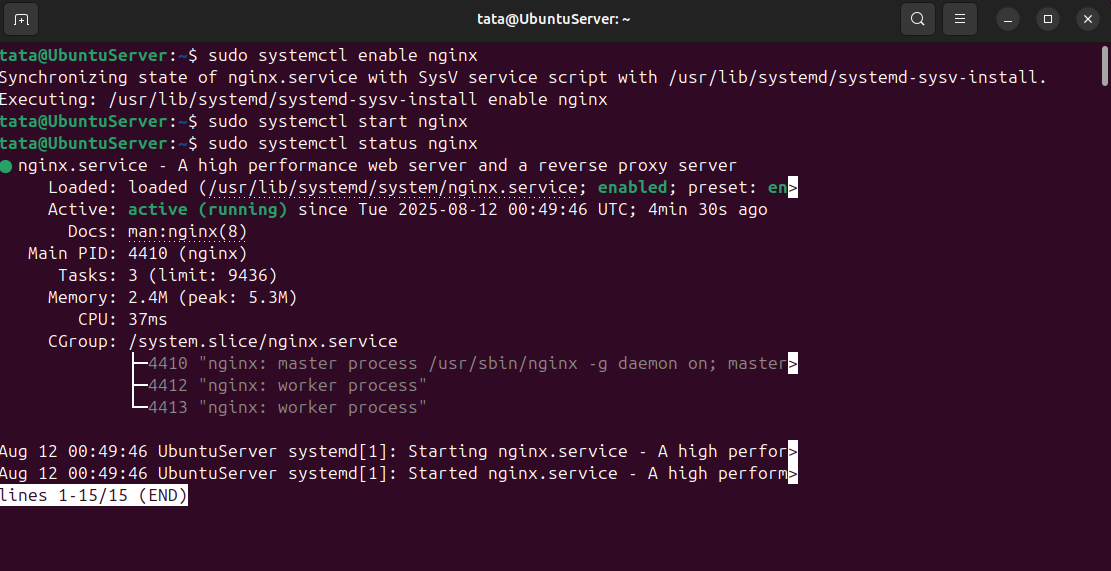 tata@UbuntuServer: ~
tata@UbuntuServer:~$ sudo systemctl enable nginx
Synchronizing state of nginx.service with SysV service script with /usr/lib/systemd/systemd-sysv-install.
Executing: /usr/lib/systemd/systemd-sysv-install enable nginx
tata@UbuntuServer:~$ sudo systemctl start nginx
tata@UbuntuServer:~$ sudo systemctl status nginx
● nginx.service - A high performance web server and a reverse proxy server
     Loaded: loaded (/usr/lib/systemd/system/nginx.service; enabled; preset: en>
     Active: active (running) since Tue 2025-08-12 00:49:46 UTC; 4min 30s ago
       Docs: man:nginx(8)
   Main PID: 4410 (nginx)
      Tasks: 3 (limit: 9436)
     Memory: 2.4M (peak: 5.3M)
        CPU: 37ms
     CGroup: /system.slice/nginx.service
             ├─4410 "nginx: master process /usr/sbin/nginx -g daemon on; master>
             ├─4412 "nginx: worker process"
             └─4413 "nginx: worker process"
Aug 12 00:49:46 UbuntuServer systemd[1]: Starting nginx.service - A high perfor>
Aug 12 00:49:46 UbuntuServer systemd[1]: Started nginx.service - A high perform>
lines 1-15/15 (END)